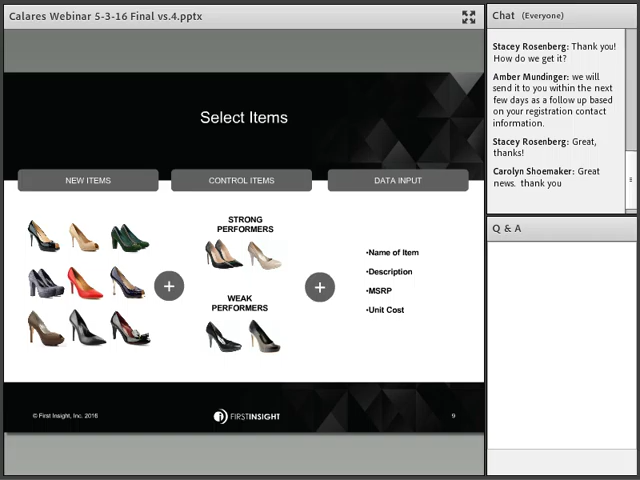 Calares Webinar 5-3-16 Final vs.4.pptx
Select Items
NEW ITEMS
CONTROL ITEMS
DATA INPUT
STRONG
PERFORMERS
WEAK
PERFORMERS
+
+
•Name of Item
•Description
•MSRP
•Unit Cost
© First Insight, Inc. 2016
FIRSTINSIGHT
9
Chat (Everyone)
Stacey Rosenberg: Thank you!
How do we get it?
Amber Mundinger: we will
send it to you within the next
few days as a follow up based
on your registration contact
information.
Stacey Rosenberg: Great,
thanks!
Carolyn Shoemaker: Great
news. thank you
Q & A